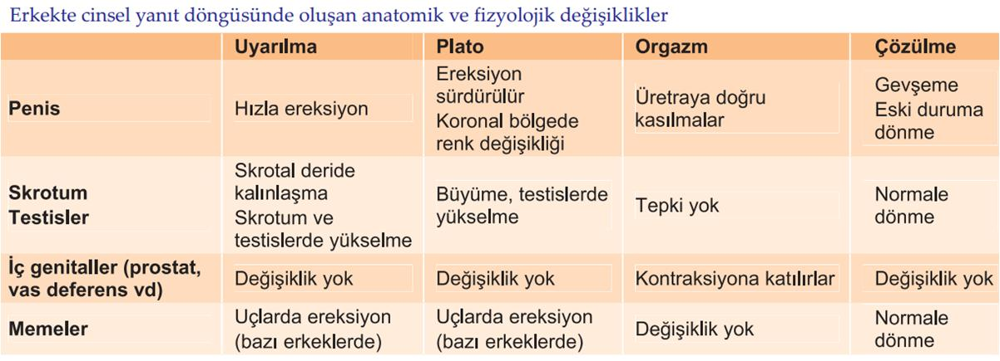 Erkekte cinsel yanıt döngüsünde oluşan anatomik ve fizyolojik değişiklikler
Uyarılma Plato Orgazm Çözülme
Penis
Hızla ereksiyon
Ereksiyon
sürdürülür
Koronal bölgede
renk değişikliği
Üretraya doğru
kasılmalar
Gevşeme
Eski duruma
dönme
Skrotum
Testisler
Skrotal deride
kalınlaşma
Skrotum ve
testislerde yükselme
Büyüme, testislerde
yükselme
Tepki yok
Normale
dönme
İç genitaller (prostat,
vas deferens vd)
Değişiklik yok
Değişiklik yok
Kontraksiyona katılırlar
Değişiklik yok
Memeler
Uçlarda ereksiyon
(bazı erkeklerde)
Uçlarda ereksiyon
(bazı erkeklerde)
Değişiklik yok
Normale
dönme